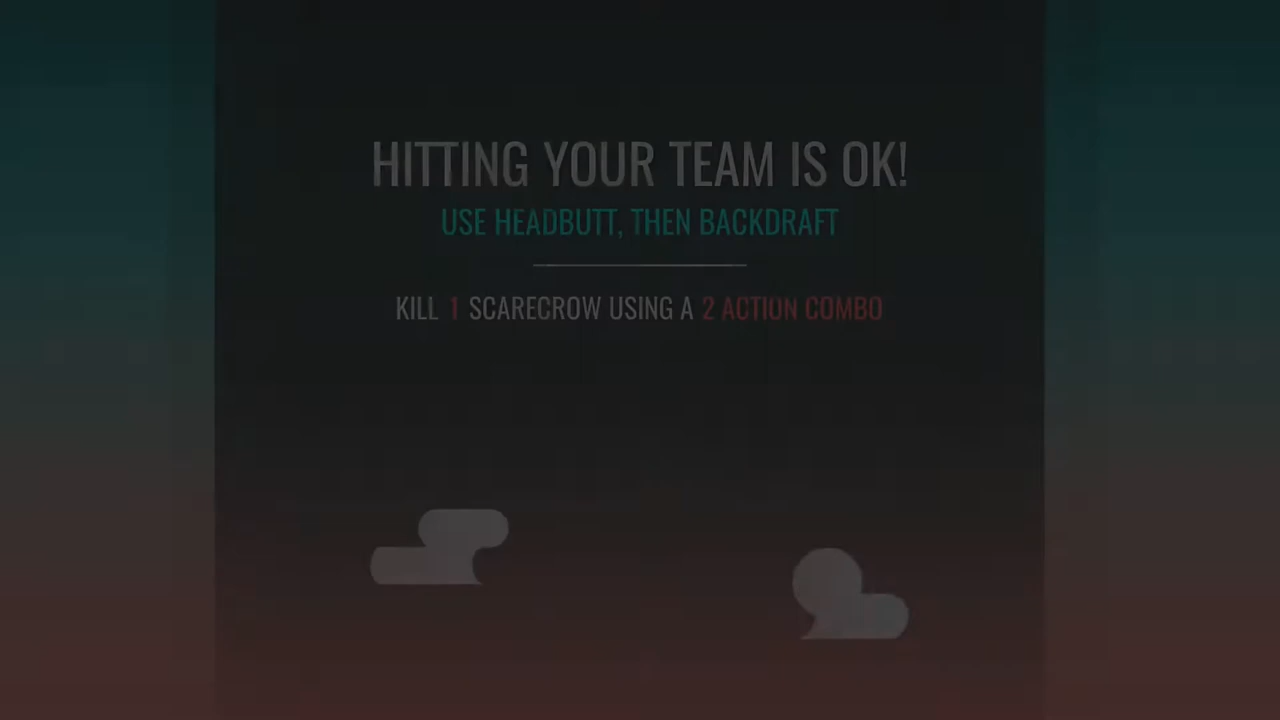 HITTING YOUR TEAM IS OK!
USE HEADBUTT, THEN BACKDRAFT
KILL 1 SCARECROW USING A 2 ACTION COMBO